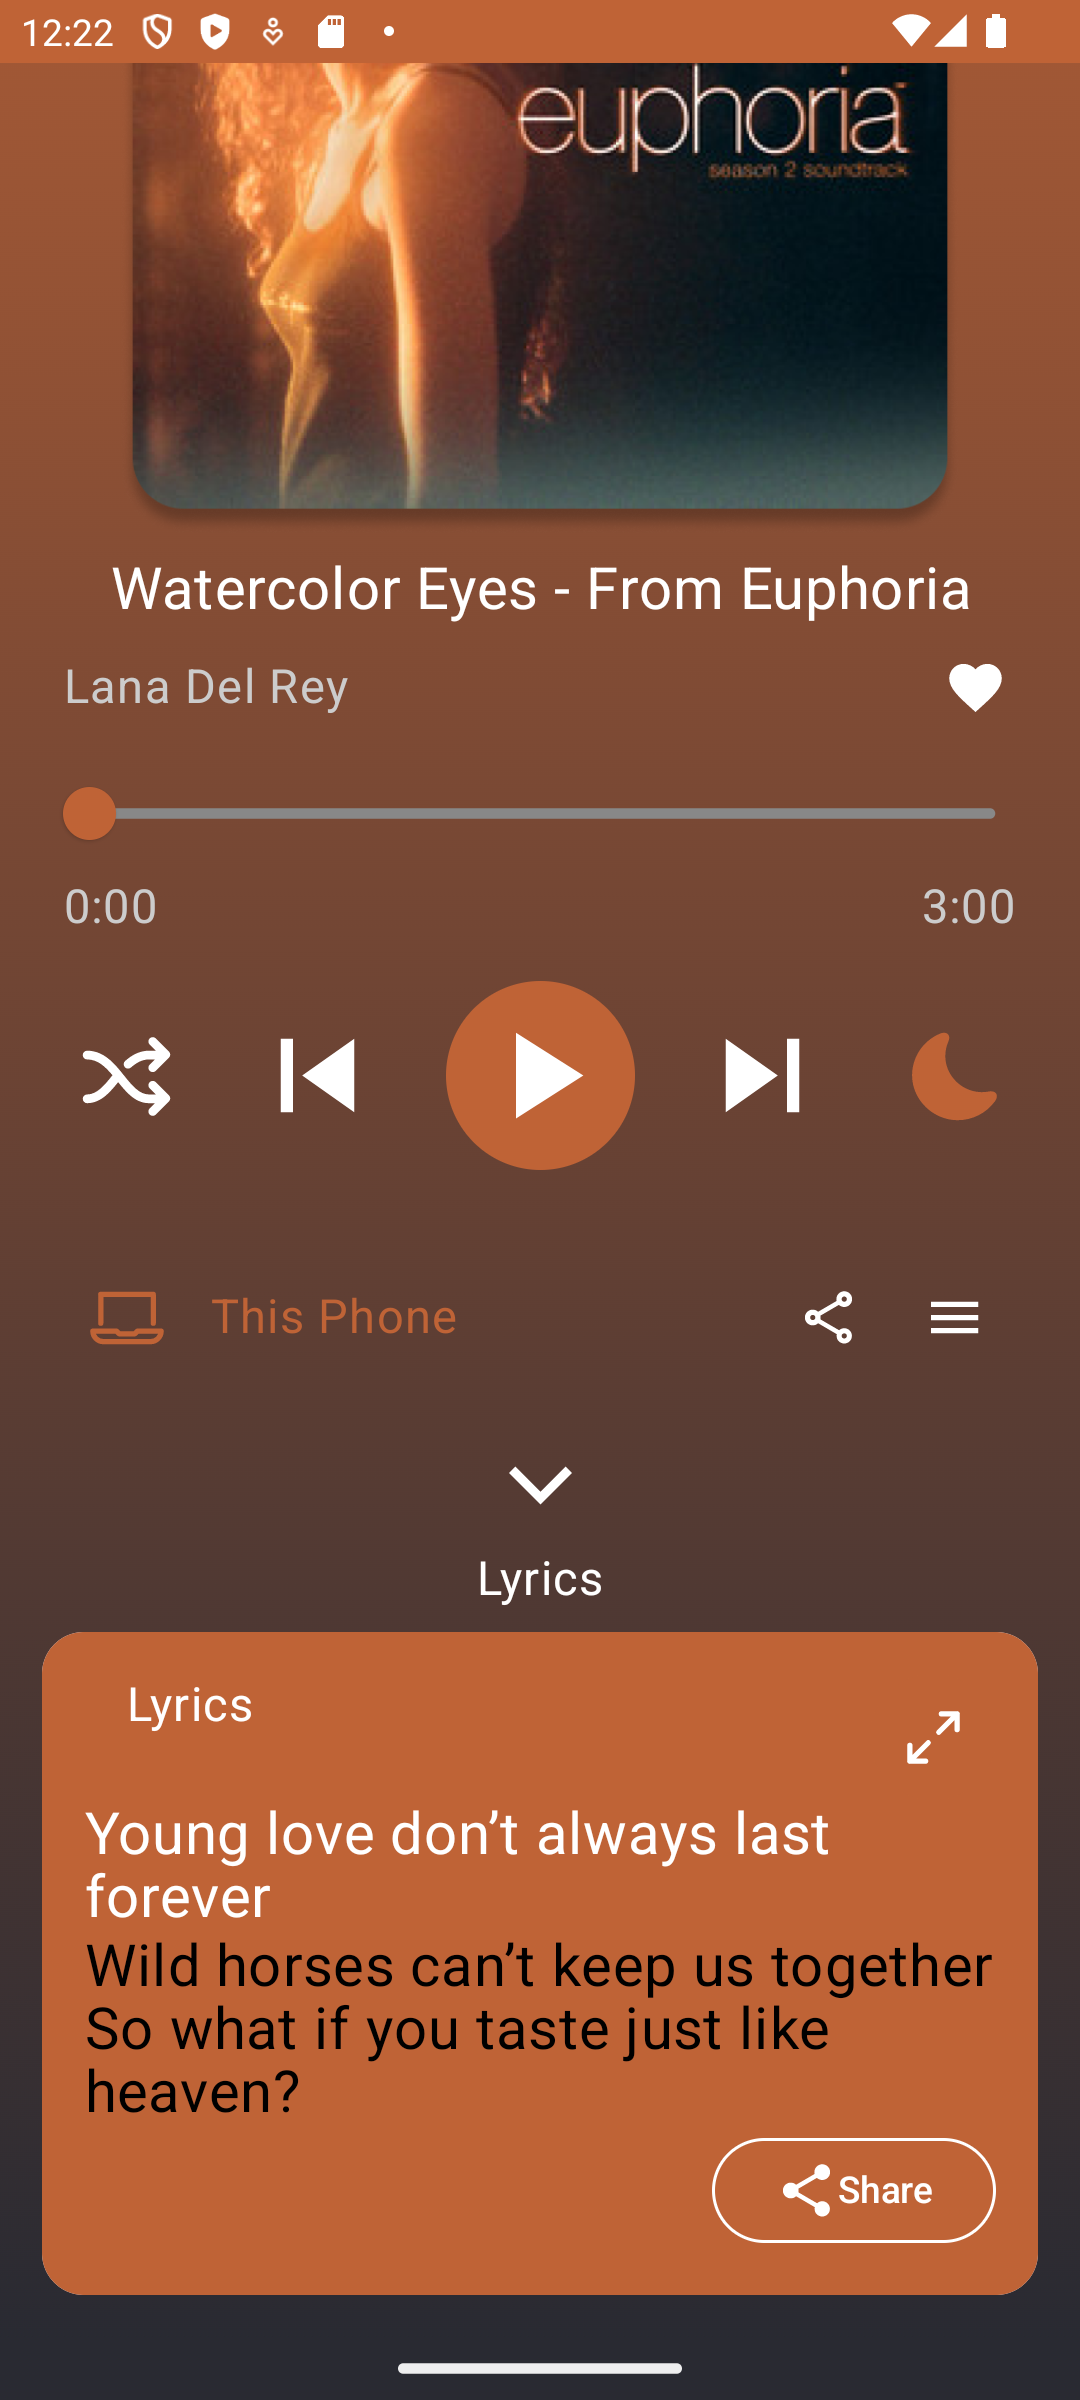 12:22
euphoria
season 2 soundtrack
Watercolor Eyes - From Euphoria
Lana Del Rey
0:00
3:00
This Phone
Lyrics
Lyrics
Young love don’t always last
forever
Wild horses can’t keep us together
So what if you taste just like
heaven?
Share